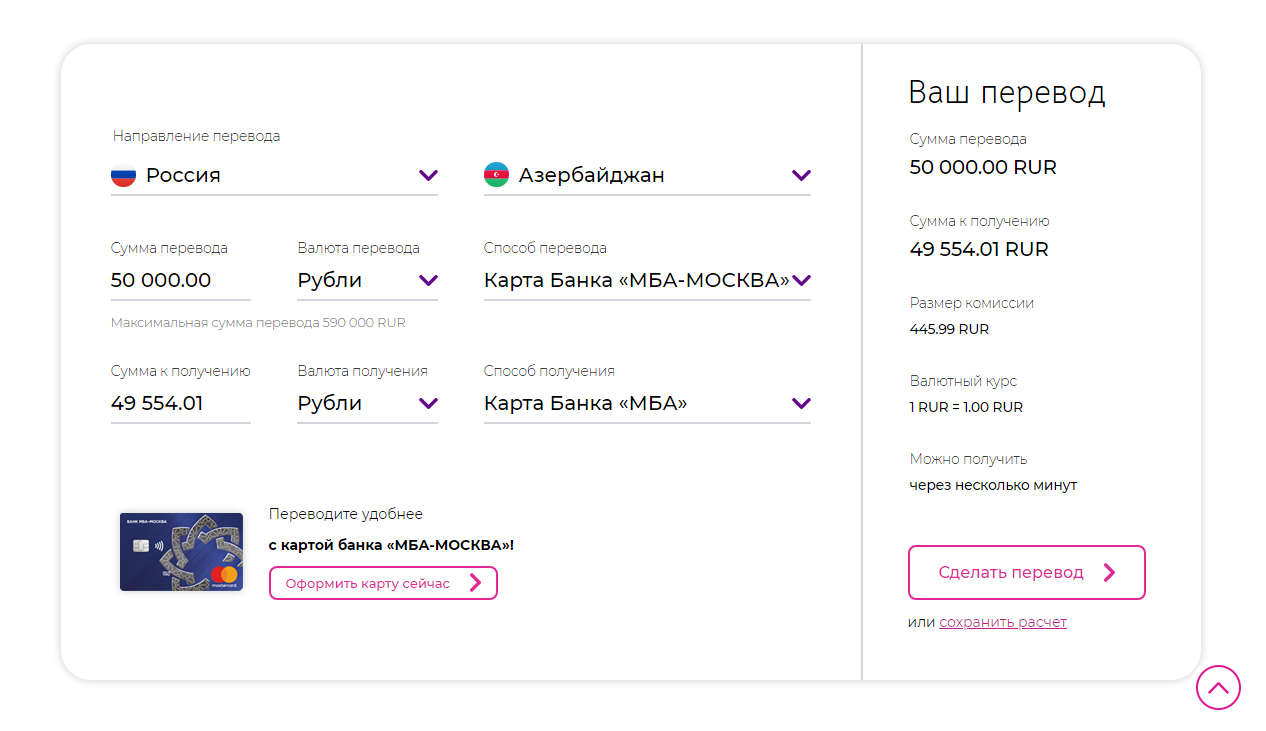 Направление перевода
Россия
Азербайджан
Сумма перевода
Валюта перевода
Способ перевода
50 000.00
Рубли
Карта Банка «МБА-МОСКВА»
Максимальная сумма перевода 590 000 RUR
Сумма к получению
Валюта получения
Способ получения
49 554.01
Рубли
Карта Банка «МБА»
БАНК МБА-МОСКВА
mastercard
Переводите удобнее
с картой банка «МБА-МОСКВА»!
Оформить карту сейчас
Ваш перевод
Сумма перевода
50 000.00 RUR
Сумма к получению
49 554.01 RUR
Размер комиссии
445.99 RUR
Валютный курс
1 RUR = 1.00 RUR
Можно получить
через несколько минут
Сделать перевод
или сохранить расчет